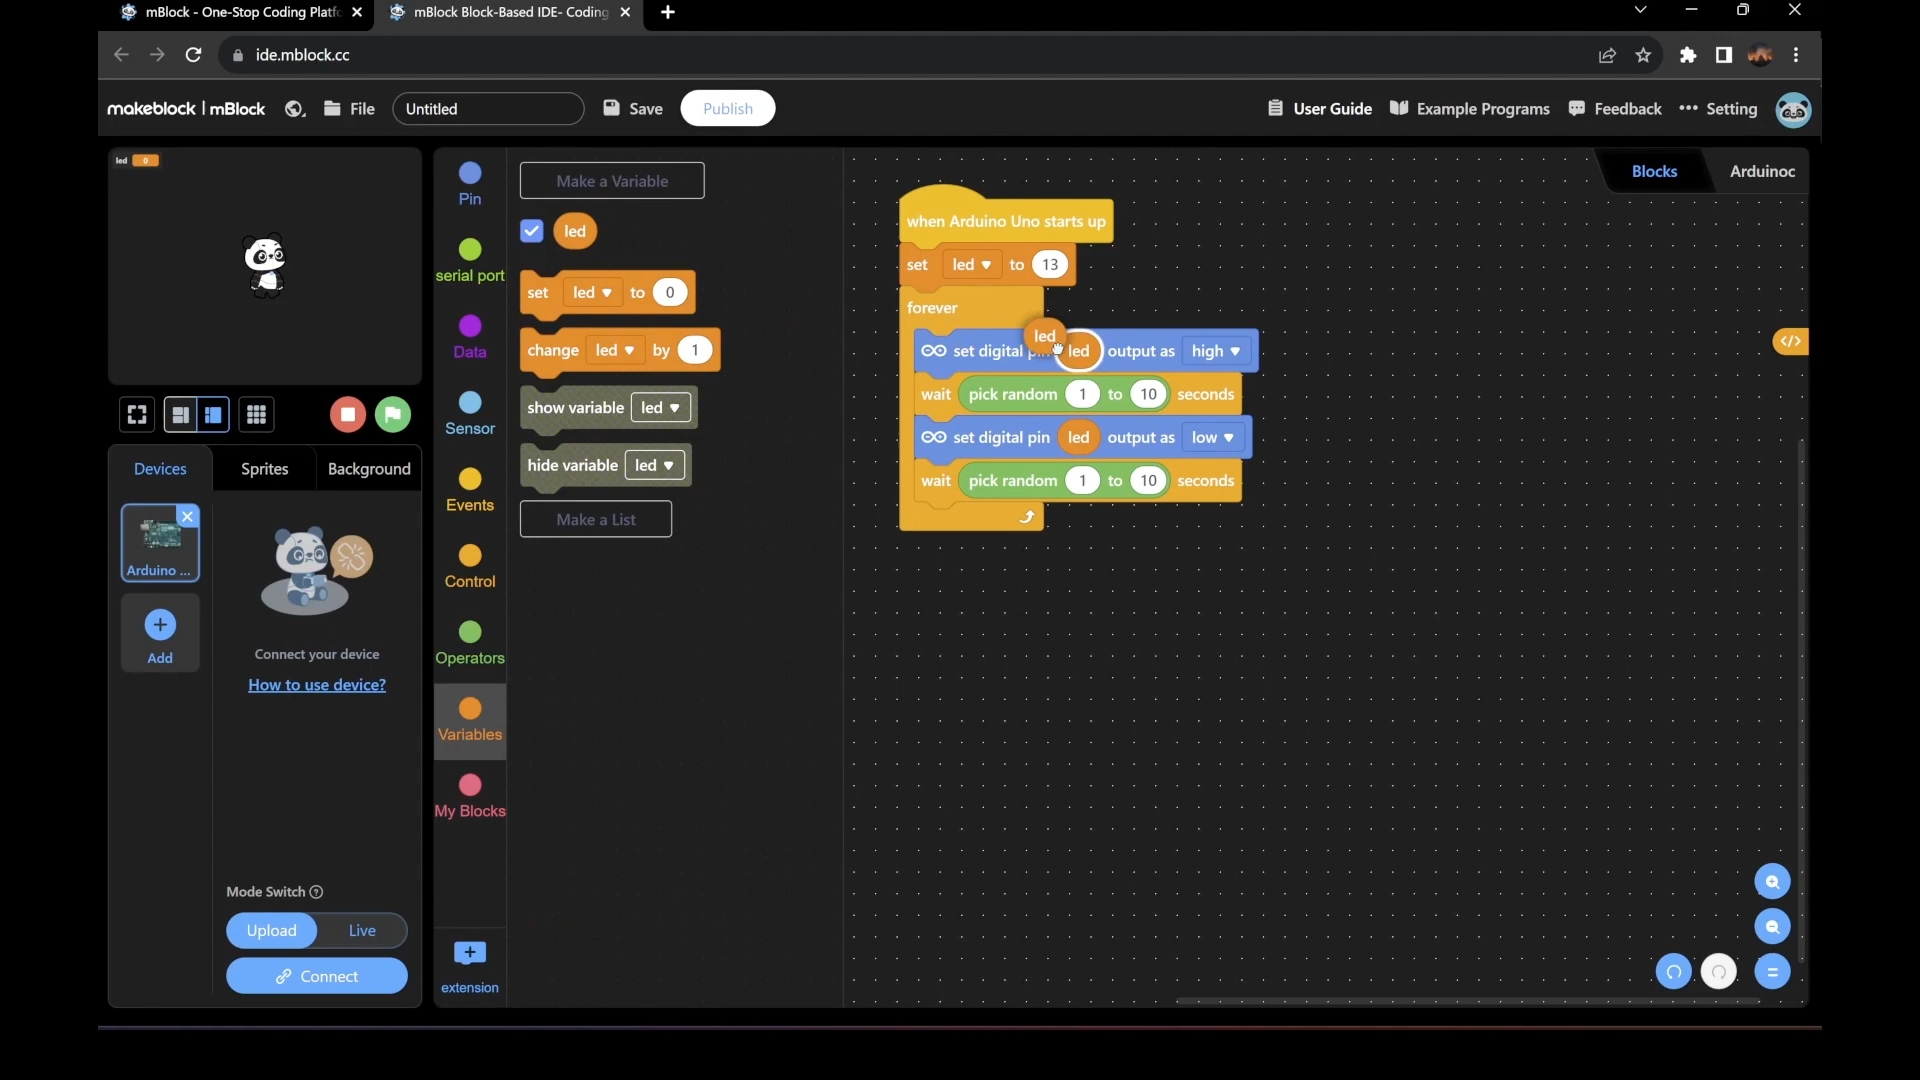 mBlock - One-Stop Coding Platfo
mBlock Block-Based IDE- Coding
ide.mblock.cc
makeblock | mBlock
File
Untitled
Save
Publish
User Guide
Example Programs
Feedback
Setting
led 0
Pin
serial port
Data
Sensor
Events
Control
Operators
Variables
My Blocks
extension
Make a Variable
led
set led to 0
change led by 1
show variable led
hide variable led
Make a List
Blocks
Arduinoc
when Arduino Uno starts up
set led to 13
forever
led
set digital led output as high
wait pick random 1 to 10 seconds
set digital pin led output as low
wait pick random 1 to 10 seconds
</>
Devices
Sprites
Background
Arduino ...
Add
Connect your device
How to use device?
Mode Switch ?
Upload
Live
Connect